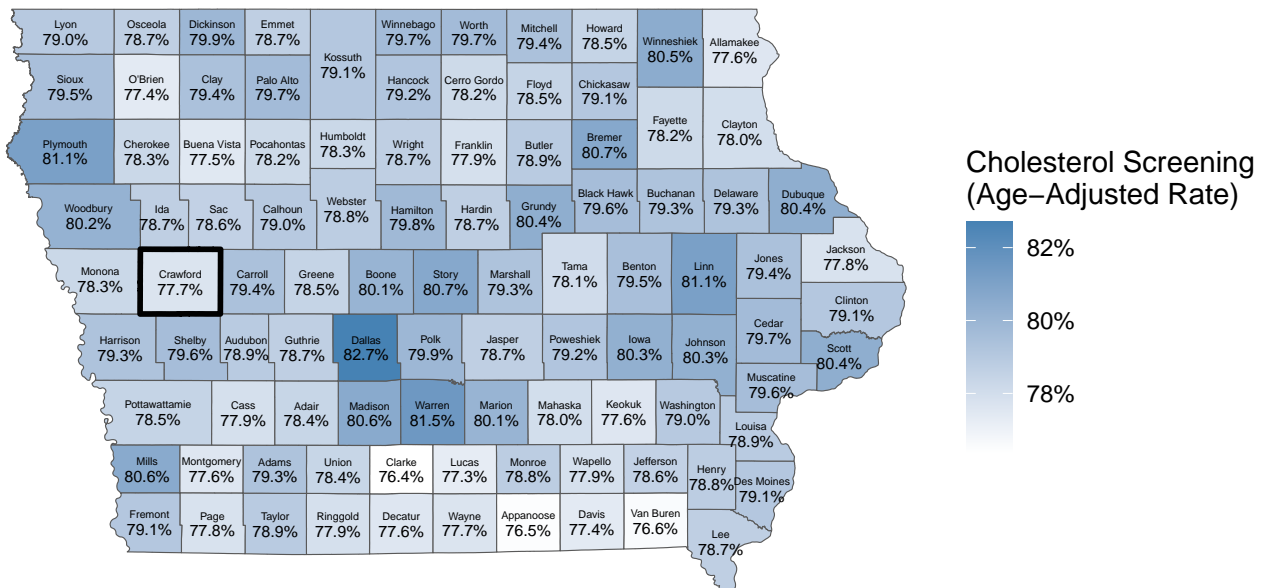 Lyon
79.0%
Osceola
78.7%
Dickinson
79.9%
Emmet
78.7%
Kossuth
79.1%
Winnebago
79.7%
Worth
79.7%
Mitchell
79.4%
Howard
78.5%
Winneshiek
80.5%
Allamakee
77.6%
Sioux
79.5%
O'Brien
77.4%
Clay
79.4%
Palo Alto
79.7%
Hancock
79.2%
Cerro Gordo
78.2%
Floyd
78.5%
Chickasaw
79.1%
Fayette
78.2%
Clayton
78.0%
Plymouth
81.1%
Cherokee
78.3%
Buena Vista
77.5%
Pocahontas
78.2%
Humboldt
78.3%
Wright
78.7%
Franklin
77.9%
Butler
78.9%
Bremer
80.7%
Woodbury
80.2%
Ida
78.7%
Sac
78.6%
Calhoun
79.0%
Webster
78.8%
Hamilton
79.8%
Hardin
78.7%
Grundy
80.4%
Black Hawk
79.6%
Buchanan
79.3%
Delaware
79.3%
Dubuque
80.4%
Monona
78.3%
Crawford
77.7%
Carroll
79.4%
Greene
78.5%
Boone
80.1%
Story
80.7%
Marshall
79.3%
Tama
78.1%
Benton
79.5%
Linn
81.1%
Jones
79.4%
Jackson
77.8%
Clinton
79.1%
Harrison
79.3%
Shelby
79.6%
Audubon
78.9%
Guthrie
78.7%
Dallas
82.7%
Polk
79.9%
Jasper
78.7%
Poweshiek
79.2%
Iowa
80.3%
Johnson
80.3%
Cedar
79.7%
Scott
80.4%
Muscatine
79.6%
Pottawattamie
78.5%
Cass
77.9%
Adair
78.4%
Madison
80.6%
Warren
81.5%
Marion
80.1%
Mahaska
78.0%
Keokuk
77.6%
Washington
79.0%
Louisa
78.9%
Mills
80.6%
Montgomery
77.6%
Adams
79.3%
Union
78.4%
Clarke
76.4%
Lucas
77.3%
Monroe
78.8%
Wapello
77.9%
Jefferson
78.6%
Henry
78.8%
Des Moines
79.1%
Fremont
79.1%
Page
77.8%
Taylor
78.9%
Ringgold
77.9%
Decatur
77.6%
Wayne
77.7%
Appanoose
76.5%
Davis
77.4%
Van Buren
76.6%
Lee
78.7%
Cholesterol Screening
(Age−Adjusted Rate)
82%
80%
78%